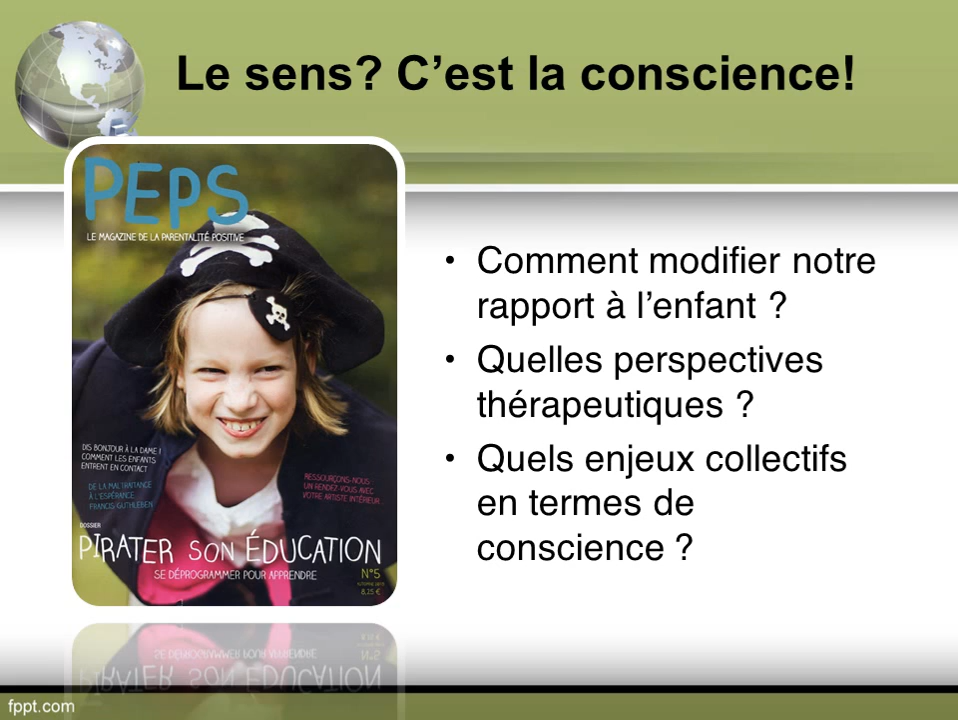 Le sens? C’est la conscience!
PEPS
LE MAGAZINE DE LA PARENTALITÉ POSITIVE
• Comment modifier notre
rapport à l’enfant ?
• Quelles perspectives
thérapeutiques ?
• Quels enjeux collectifs
en termes de
conscience ?
DIS BONJOUR À LA DAME !
COMMENT LES ENFANTS
ENTRENT EN CONTACT
DE LA MALTRAITANCE
À L'ESPÉRANCE
FRANCIS GUTHLEBEN
RESSOURÇONS-NOUS :
UN RENDEZ-VOUS AVEC
VOTRE ARTISTE INTÉRIEUR...
DOSSIER
PIRATER SON ÉDUCATION
SE DÉPROGRAMMER POUR APPRENDRE
N°5
8,25 €
fppt.com